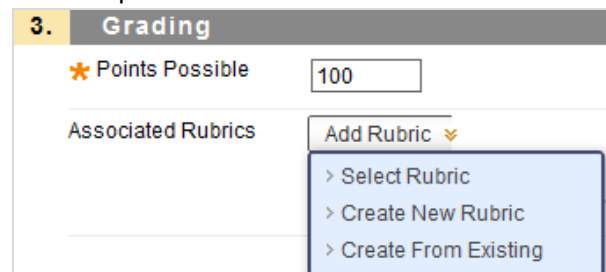 3. Grading
* Points Possible 100
Associated Rubrics Add Rubric
> Select Rubric
> Create New Rubric
> Create From Existing